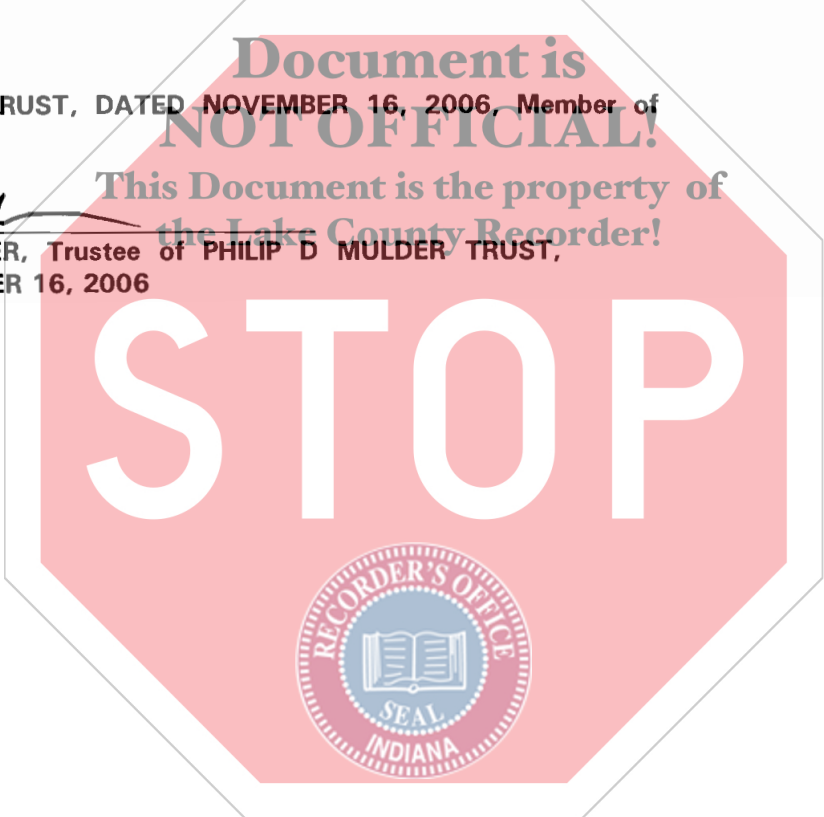 Document is
RUST, DATED NOVEMBER 16, 2006, Member of
NOT OFFICIAL!
This Document is the property of
the Lake County Recorder!
ER, Trustee of PHILIP D MULDER TRUST,
ER 16, 2006
STOP
RECORDER'S OFFICE
SEAL
INDIANA